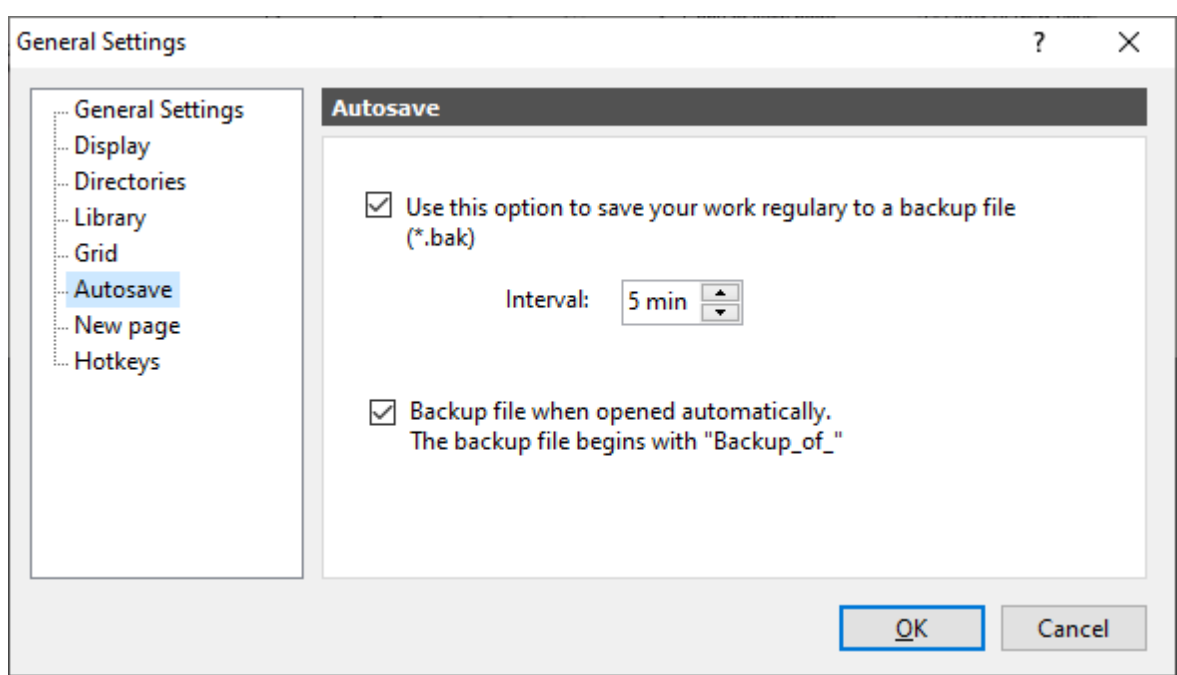 General Settings
?
General Settings
Display
Directories
Library
Grid
Autosave
New page
Hotkeys
Autosave
Use this option to save your work regulary to a backup file
(*.bak)
Interval:
5 min
Backup file when opened automatically.
The backup file begins with "Backup_of_"
OK
Cancel